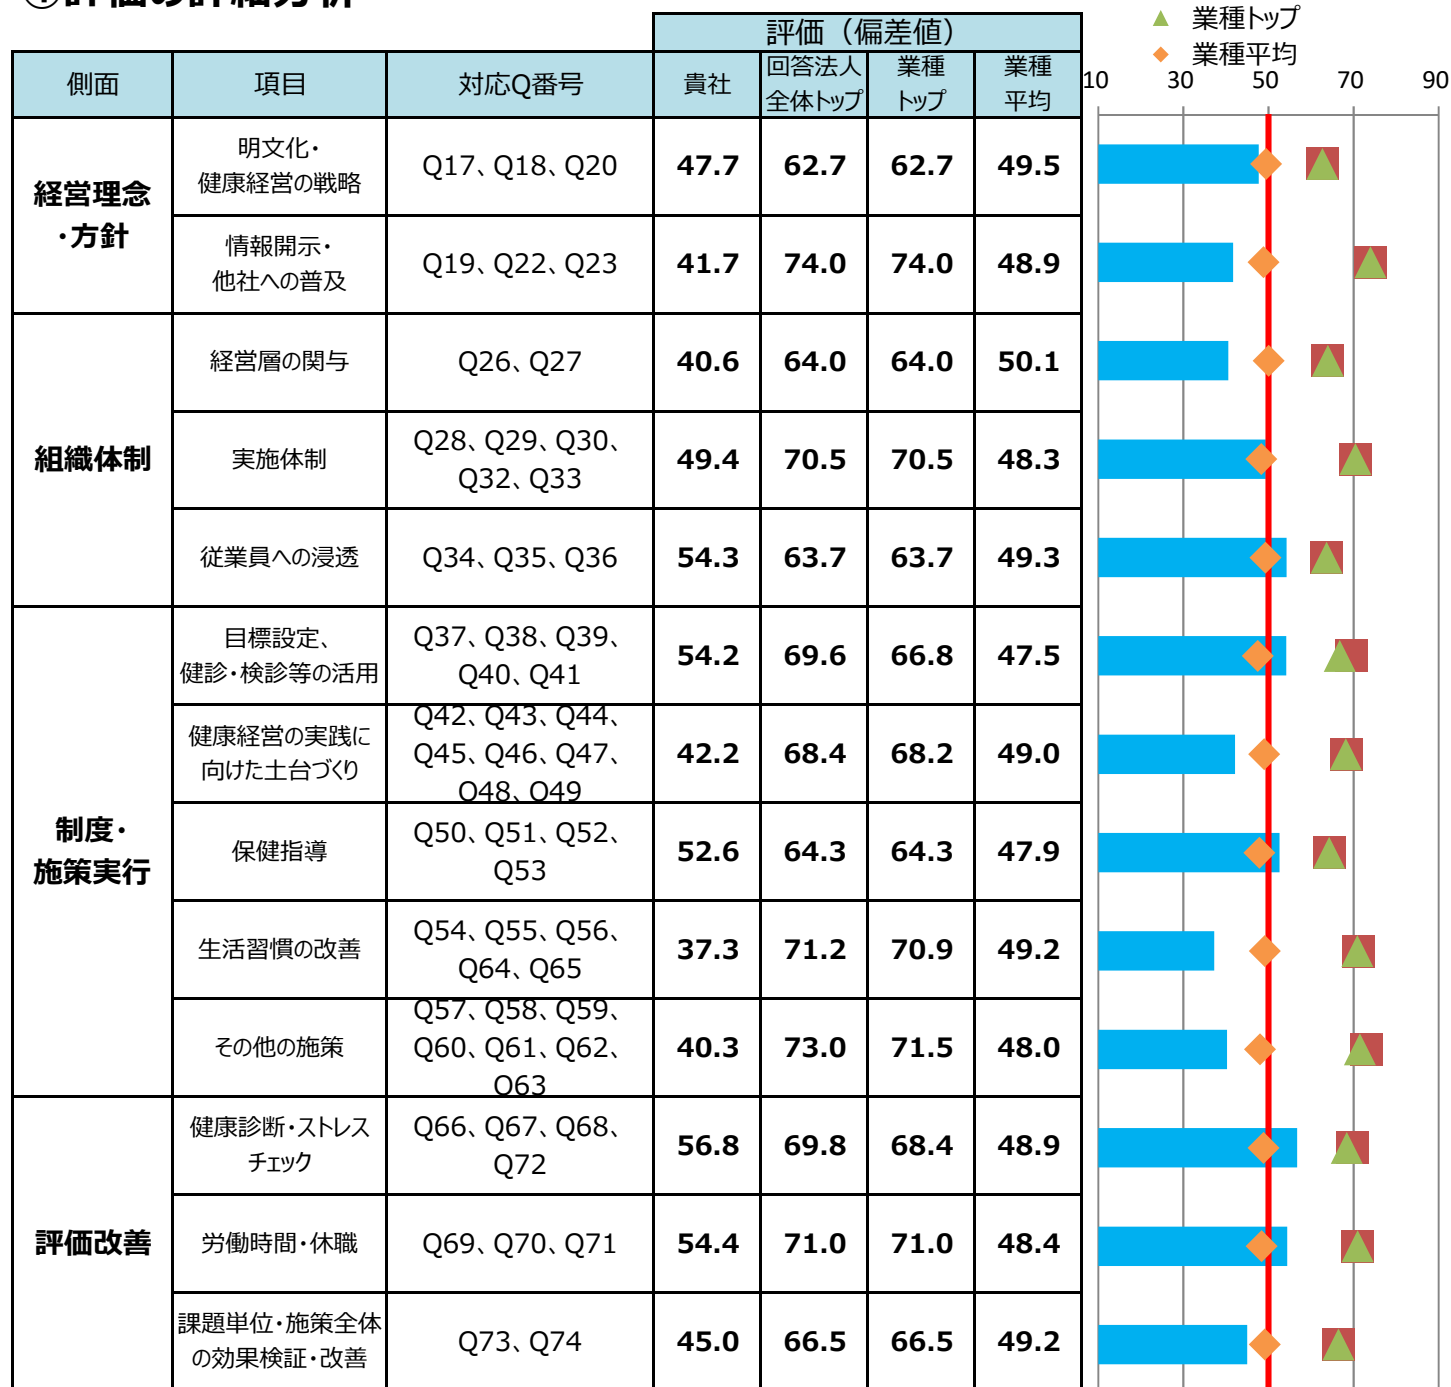 ①評価の詳細分析
▲ 業種トップ
◆ 業種平均
評価（偏差値）
側面 項目 対応Q番号 貴社 回答法人 業種 業種
全体トップ トップ 平均
10 30 50 70 90
経営理念
・方針
明文化・
健康経営の戦略
Q17、Q18、Q20 47.7 62.7 62.7 49.5
情報開示・
他社への普及
Q19、Q22、Q23 41.7 74.0 74.0 48.9
組織体制
経営層の関与 Q26、Q27 40.6 64.0 64.0 50.1
実施体制
Q28、Q29、Q30、
Q32、Q33
49.4 70.5 70.5 48.3
従業員への浸透 Q34、Q35、Q36 54.3 63.7 63.7 49.3
制度・
施策実行
目標設定、
健診・検診等の活用
Q37、Q38、Q39、
Q40、Q41
54.2 69.6 66.8 47.5
健康経営の実践に
向けた土台づくり
Q42、Q43、Q44、
Q45、Q46、Q47、
Q48、Q49
42.2 68.4 68.2 49.0
保健指導
Q50、Q51、Q52、
Q53
52.6 64.3 64.3 47.9
生活習慣の改善
Q54、Q55、Q56、
Q64、Q65
37.3 71.2 70.9 49.2
その他の施策
Q57、Q58、Q59、
Q60、Q61、Q62、
Q63
40.3 73.0 71.5 48.0
評価改善
健康診断・ストレス
チェック
Q66、Q67、Q68、
Q72
56.8 69.8 68.4 48.9
労働時間・休職 Q69、Q70、Q71 54.4 71.0 71.0 48.4
課題単位・施策全体
の効果検証・改善
Q73、Q74 45.0 66.5 66.5 49.2